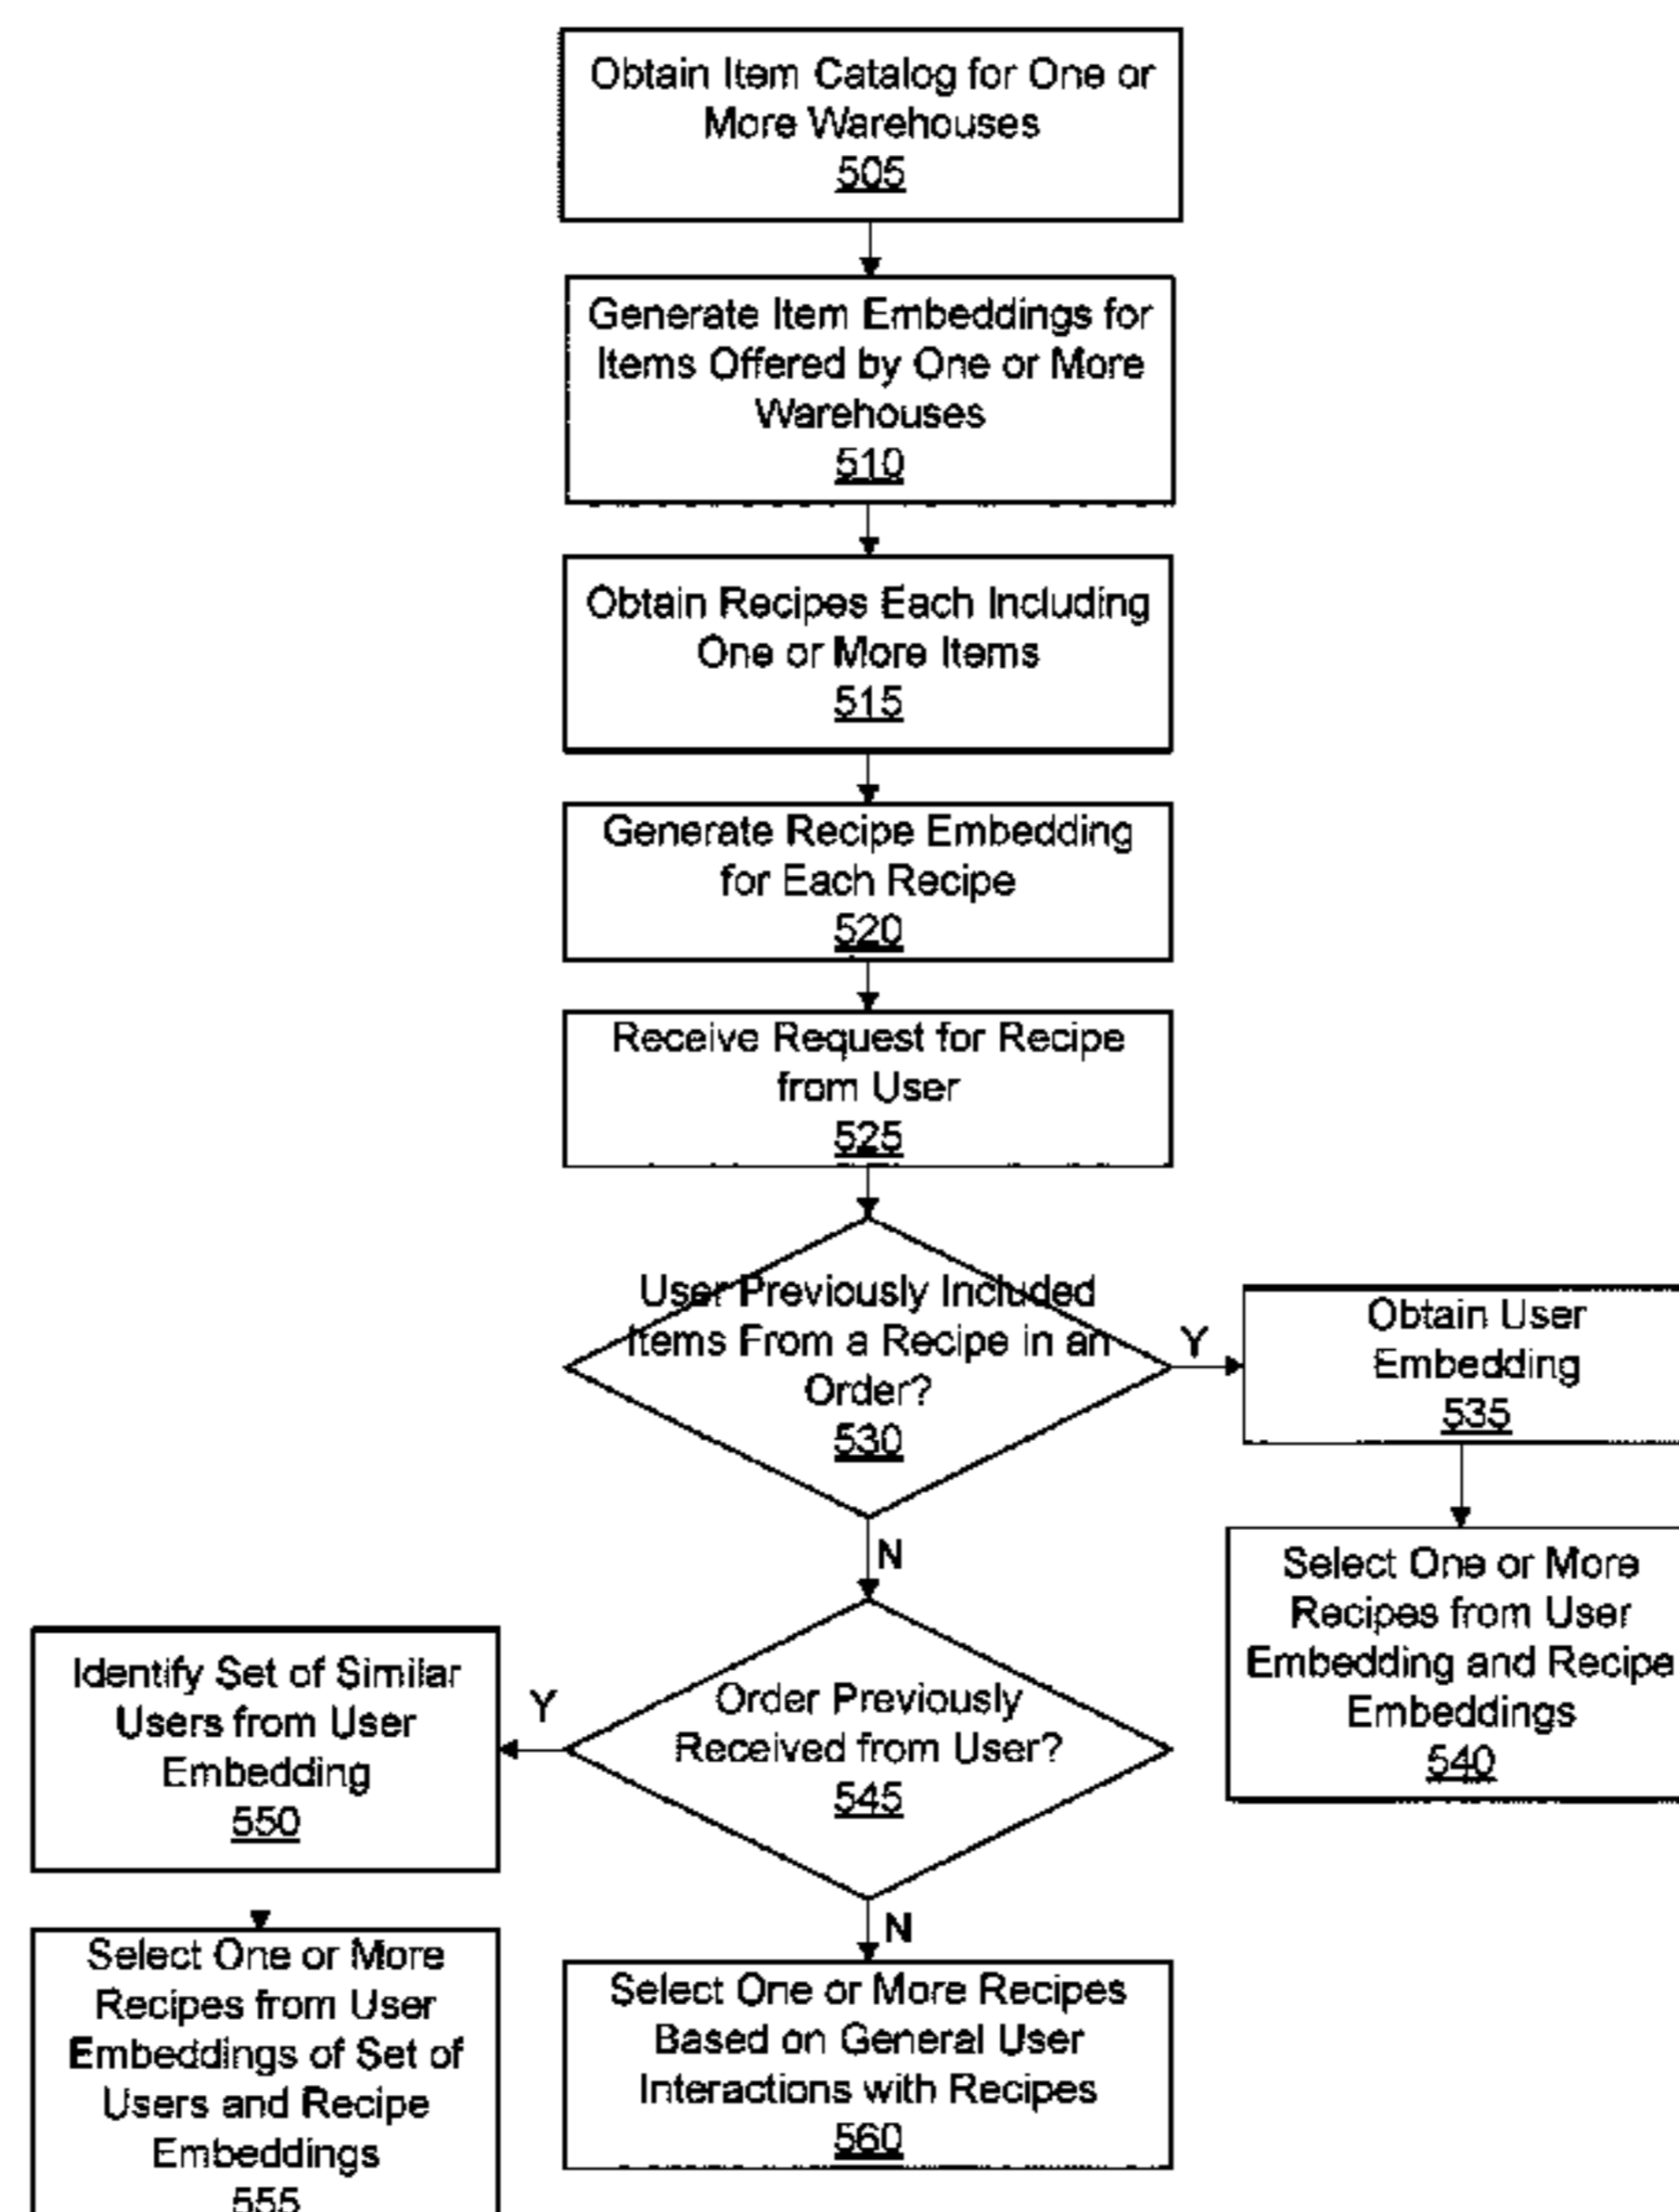 Obtain Item Catalog for One or
More Warehouses
505
Generate Item Embeddings for
Items Offered by One or More
Warehouses
510
Obtain Recipes Each Including
One or More Items
515
Generate Recipe Embedding
for Each Recipe
520
Receive Request for Recipe
from User
525
User Previously Included
Items From a Recipe in an
Order?
530
Y
Obtain User
Embedding
535
Select One or More
Recipes from User
Embedding and Recipe
Embeddings
540
N
Order Previously
Received from User?
545
Y
Identify Set of Similar
Users from User
Embedding
550
Select One or More
Recipes from User
Embeddings of Set of
Users and Recipe
Embeddings
555
N
Select One or More Recipes
Based on General User
Interactions with Recipes
560